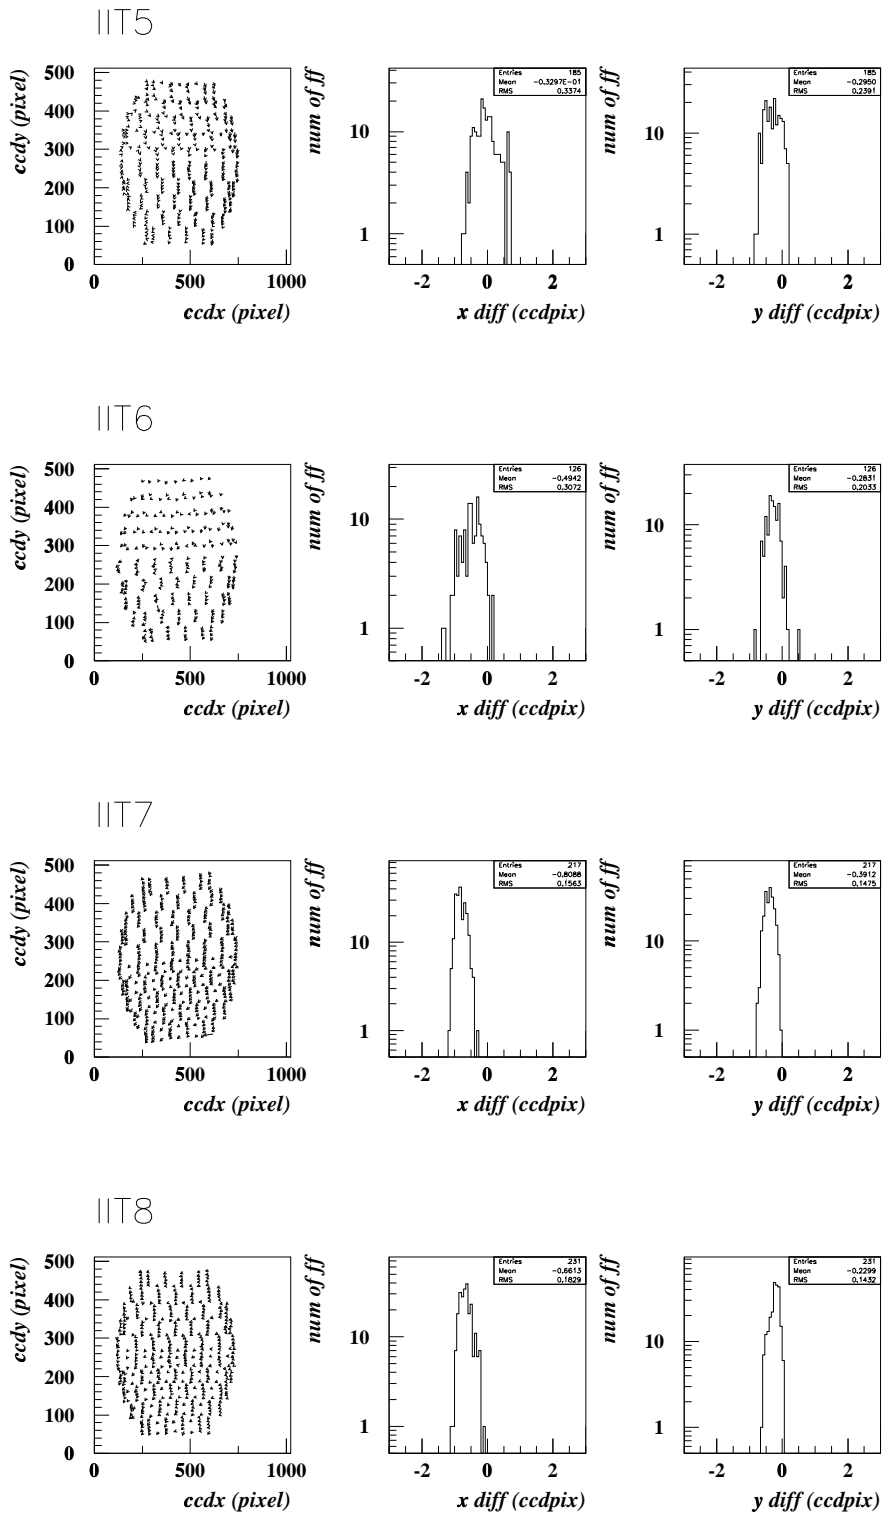 IIT5
ccdy (pixel)
500
400
300
200
100
0
0 500 1000
ccdx (pixel)
num of ff
10
1
Entries 185
Mean -0.3297E-01
RMS 0.3374
-2 0 2
x diff (ccdpix)
num of ff
10
1
Entries 185
Mean -0.2950
RMS 0.2391
-2 0 2
y diff (ccdpix)
IIT6
ccdy (pixel)
500
400
300
200
100
0
0 500 1000
ccdx (pixel)
num of ff
10
1
Entries 126
Mean -0.4942
RMS 0.3072
-2 0 2
x diff (ccdpix)
num of ff
10
1
Entries 126
Mean -0.2831
RMS 0.2033
-2 0 2
y diff (ccdpix)
IIT7
ccdy (pixel)
500
400
300
200
100
0
0 500 1000
ccdx (pixel)
num of ff
10
1
Entries 217
Mean -0.8088
RMS 0.1563
-2 0 2
x diff (ccdpix)
num of ff
10
1
Entries 217
Mean -0.3912
RMS 0.1475
-2 0 2
y diff (ccdpix)
IIT8
ccdy (pixel)
500
400
300
200
100
0
0 500 1000
ccdx (pixel)
num of ff
10
1
Entries 231
Mean -0.6613
RMS 0.1829
-2 0 2
x diff (ccdpix)
num of ff
10
1
Entries 231
Mean -0.2299
RMS 0.1432
-2 0 2
y diff (ccdpix)